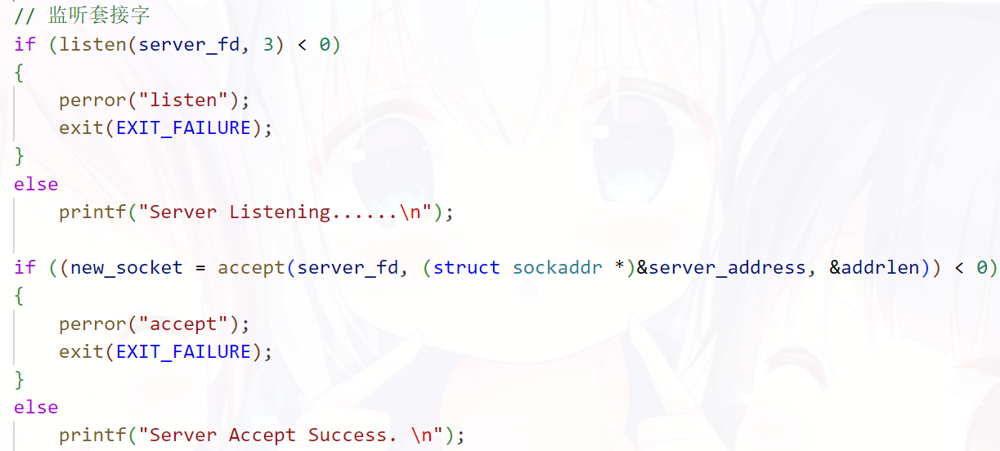 // 监听套接字
if (listen(server_fd, 3) < 0)
{
perror("listen");
exit(EXIT_FAILURE);
}
else
printf("Server Listening......\n");
if ((new_socket = accept(server_fd, (struct sockaddr *)&server_address, &addrlen)) < 0)
{
perror("accept");
exit(EXIT_FAILURE);
}
else
printf("Server Accept Success. \n");